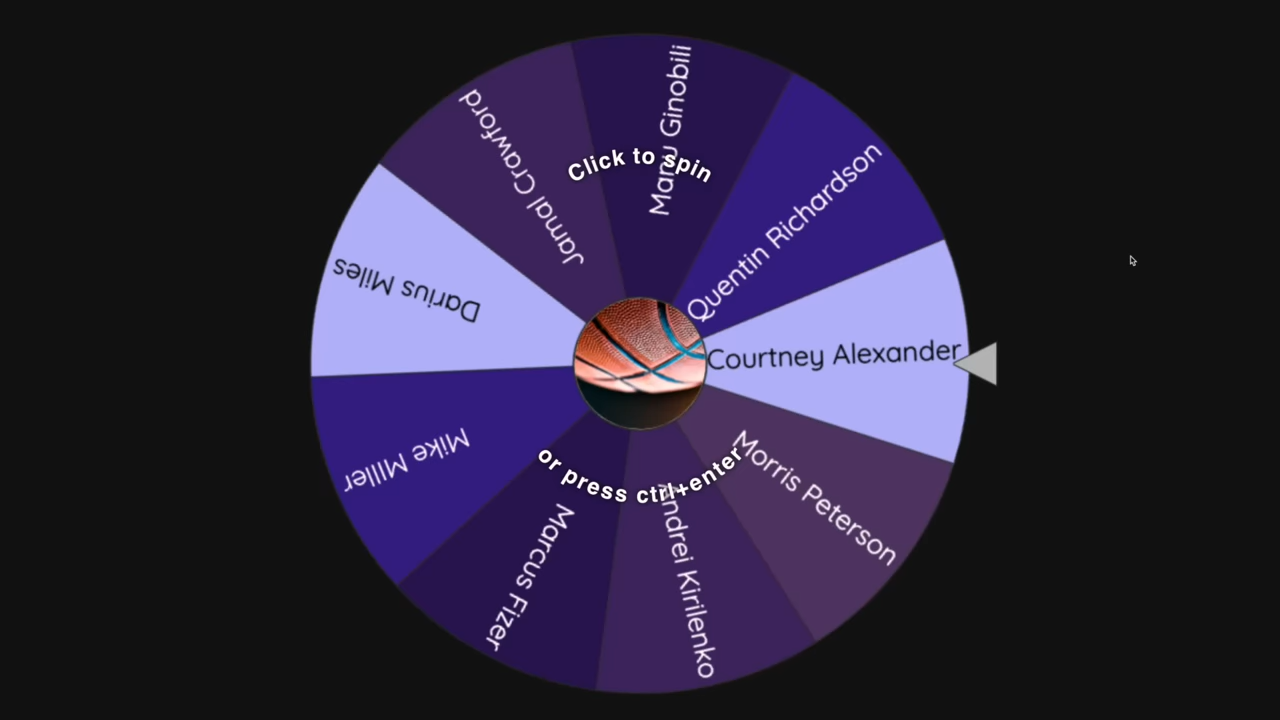 Manu Ginobili
Quentin Richardson
Courtney Alexander
Morris Peterson
Andrei Kirilenko
Marcus Fizer
Mike MIller
Darius Miles
Jamal Crawford
Click to spin
or press ctrl+enter